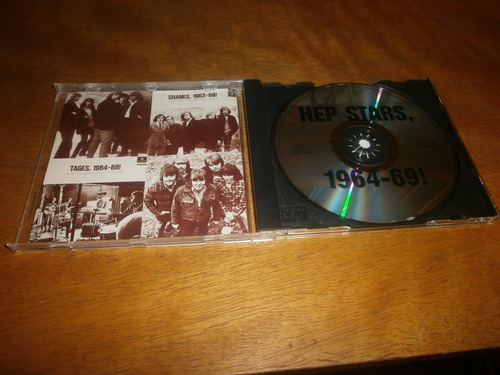 SHANES, 1963-68!
TAGES, 1964-68!
HEP STARS,
1964-69!